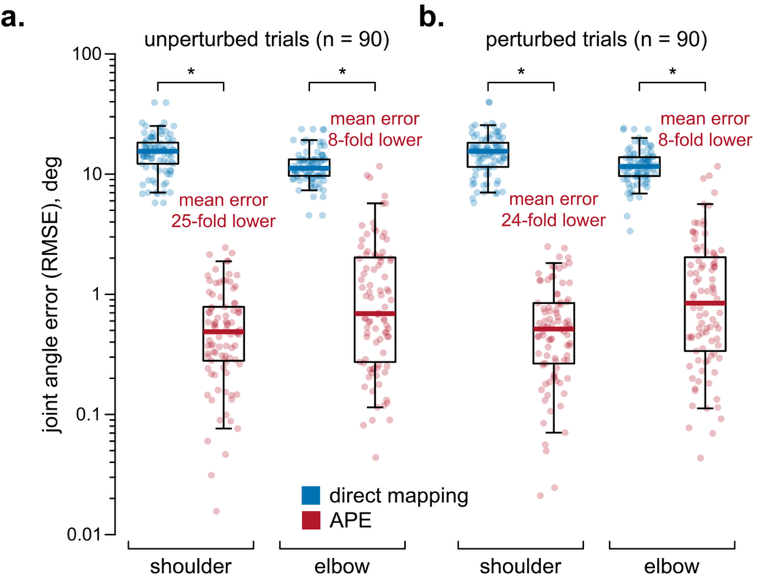 a.
unperturbed trials (n = 90)
*
*
mean error
8-fold lower
mean error
25-fold lower
b.
perturbed trials (n = 90)
*
*
mean error
8-fold lower
mean error
24-fold lower
joint angle error (RMSE), deg
100
10
1
0.1
0.01
direct mapping
APE
shoulder
elbow
shoulder
elbow